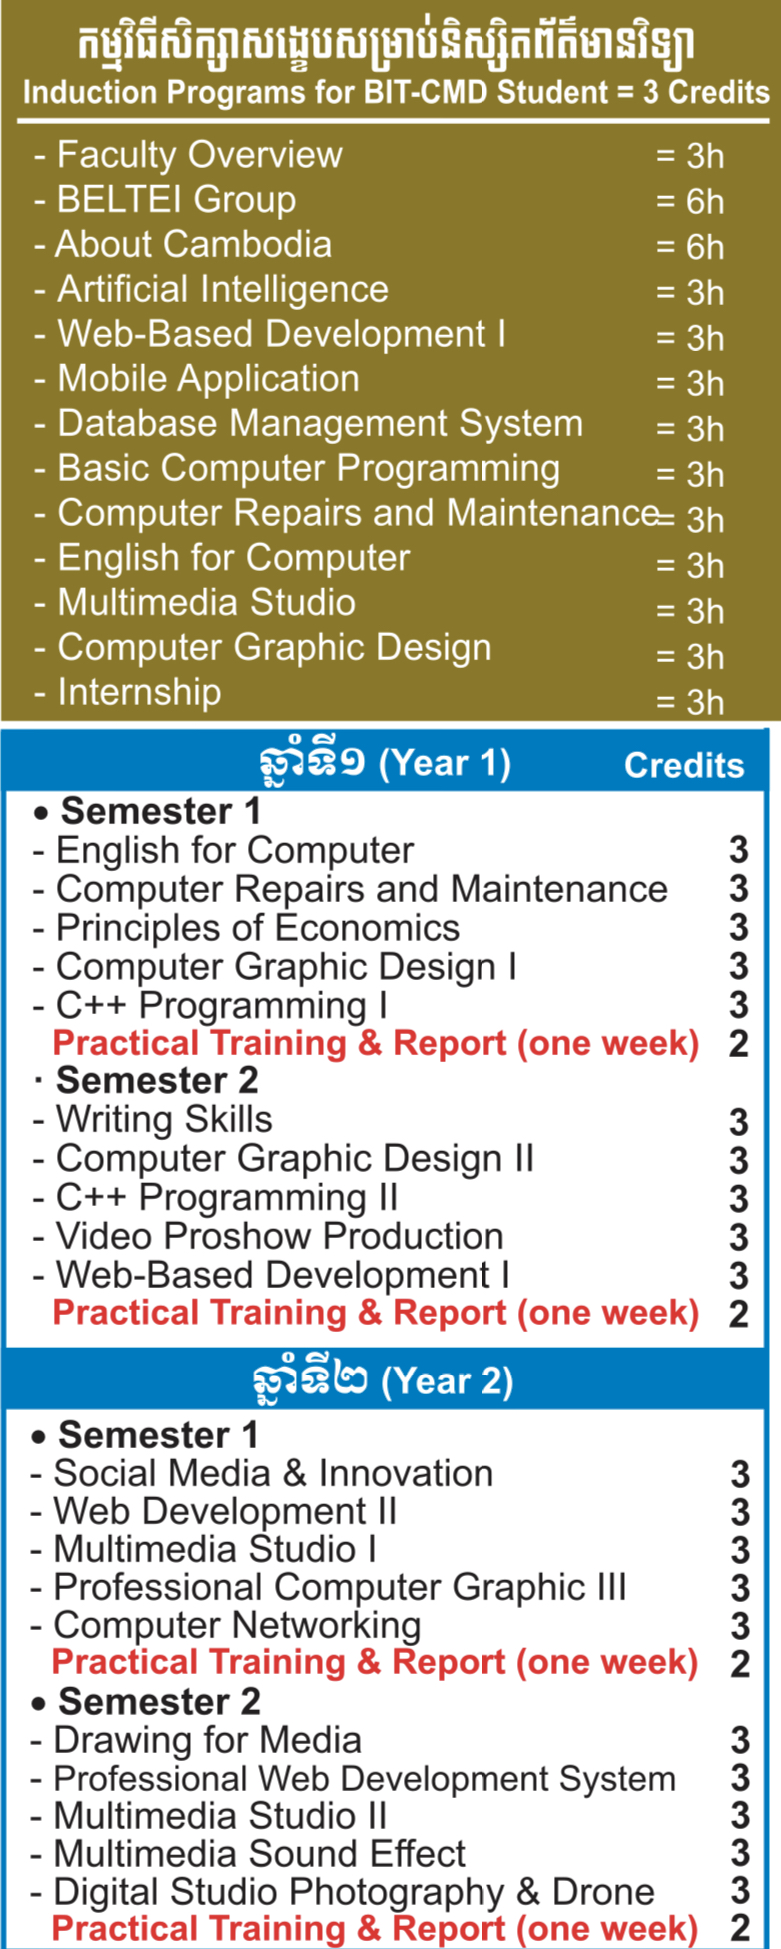 កម្មវិធីសិក្សាសង្ខេបសម្រាប់និស្សិតព័ត៌មានវិទ្យា
Induction Programs for BIT-CMD Student = 3 Credits
- Faculty Overview = 3h
- BELTEI Group = 6h
- About Cambodia = 6h
- Artificial Intelligence = 3h
- Web-Based Development I = 3h
- Mobile Application = 3h
- Database Management System = 3h
- Basic Computer Programming = 3h
- Computer Repairs and Maintenance = 3h
- English for Computer = 3h
- Multimedia Studio = 3h
- Computer Graphic Design = 3h
- Internship = 3h
ឆ្នាំទី១ (Year 1) Credits
• Semester 1
- English for Computer 3
- Computer Repairs and Maintenance 3
- Principles of Economics 3
- Computer Graphic Design I 3
- C++ Programming I 3
Practical Training & Report (one week) 2
· Semester 2
- Writing Skills 3
- Computer Graphic Design II 3
- C++ Programming II 3
- Video Proshow Production 3
- Web-Based Development I 3
Practical Training & Report (one week) 2
ឆ្នាំទី២ (Year 2)
• Semester 1
- Social Media & Innovation 3
- Web Development II 3
- Multimedia Studio I 3
- Professional Computer Graphic III 3
- Computer Networking 3
Practical Training & Report (one week) 2
• Semester 2
- Drawing for Media 3
- Professional Web Development System 3
- Multimedia Studio II 3
- Multimedia Sound Effect 3
- Digital Studio Photography & Drone 3
Practical Training & Report (one week) 2